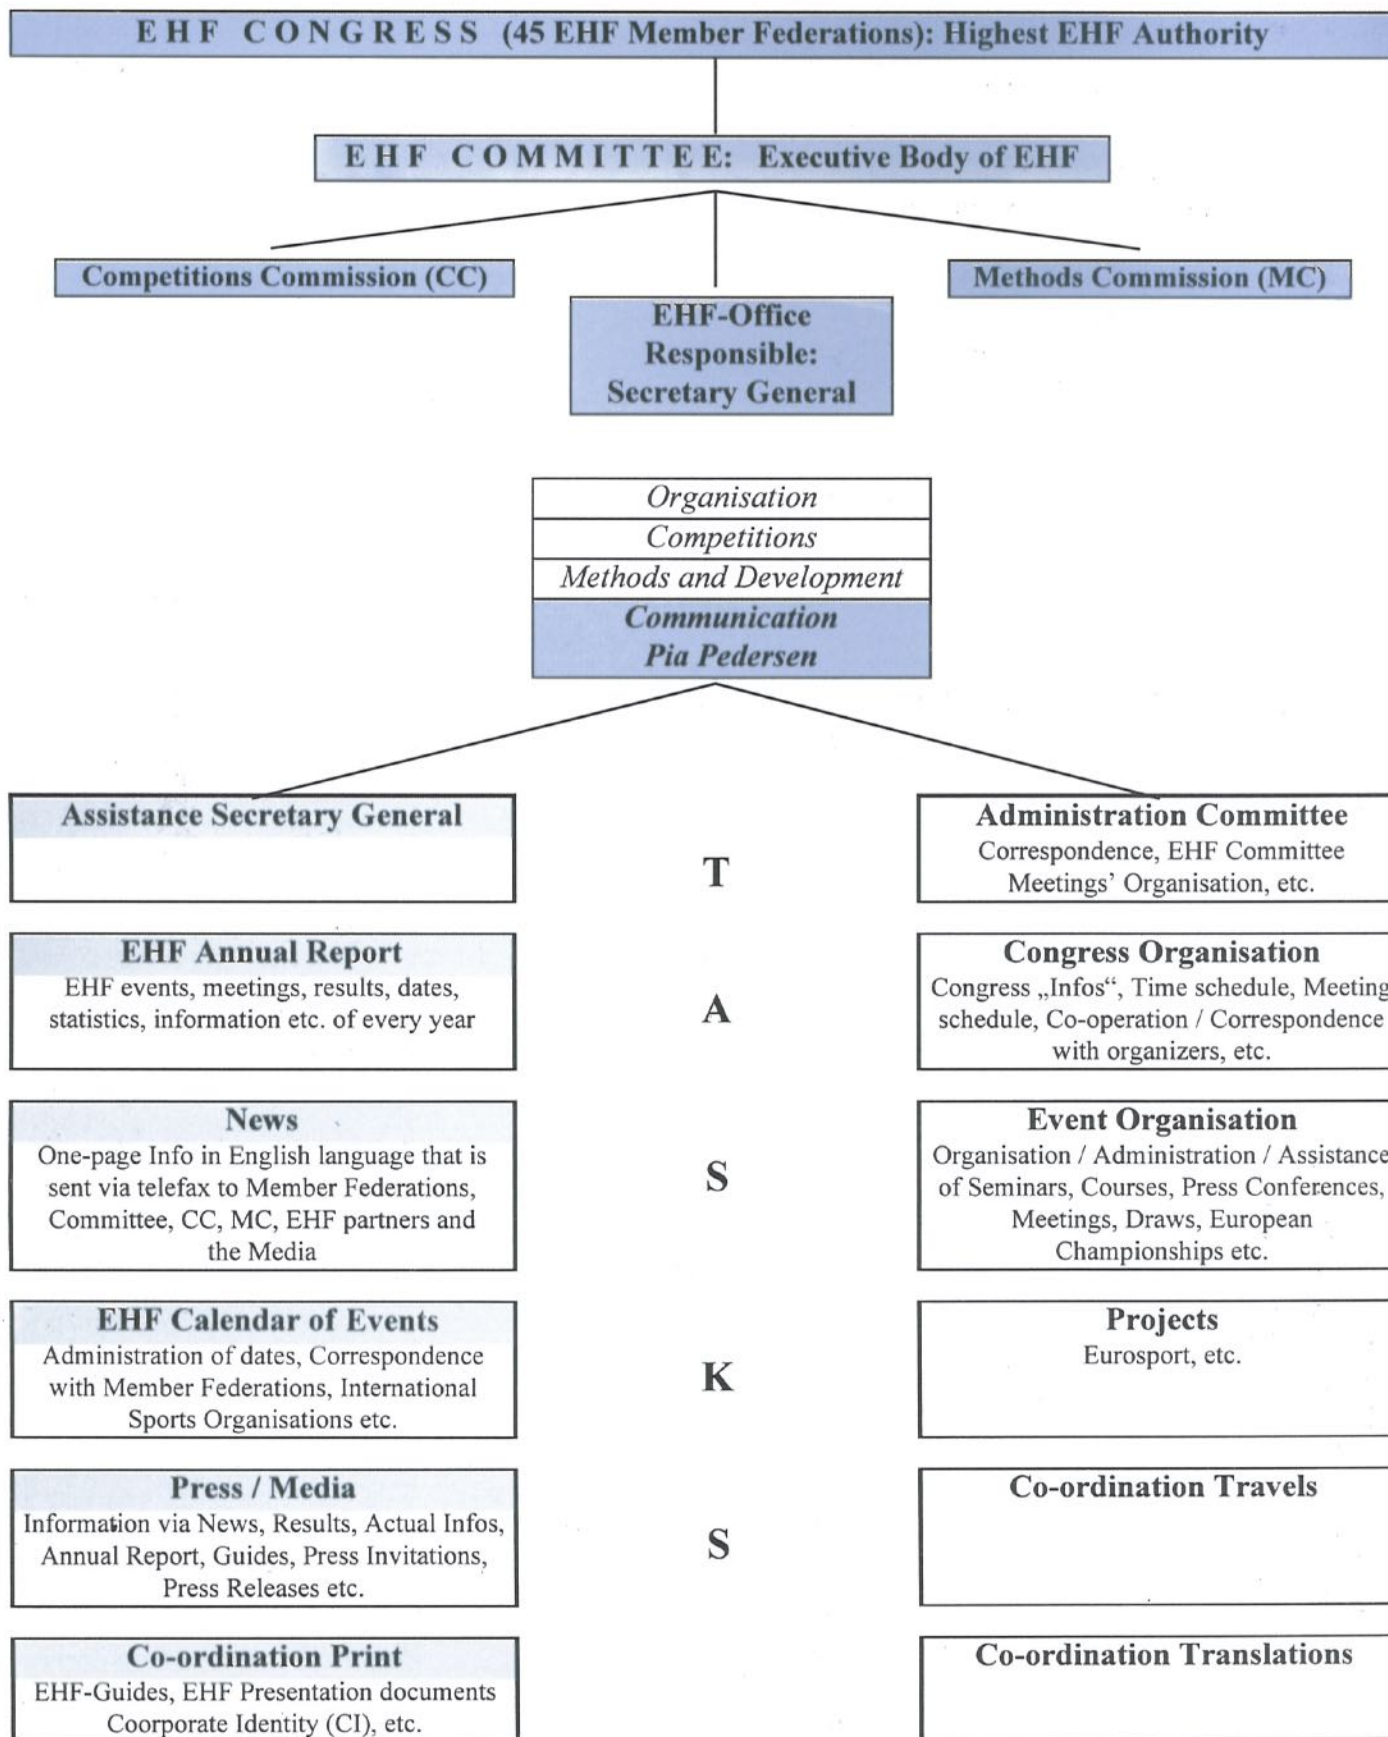 EHF CONGRESS (45 EHF Member Federations): Highest EHF Authority
EHF COMMITTEE: Executive Body of EHF
Competitions Commission (CC)
Methods Commission (MC)
EHF-Office
Responsible:
Secretary General
Organisation
Competitions
Methods and Development
Communication
Pia Pedersen
Assistance Secretary General
Administration Committee
Correspondence, EHF Committee
Meetings' Organisation, etc.
T
EHF Annual Report
EHF events, meetings, results, dates,
statistics, information etc. of every year
A
Congress Organisation
Congress „Infos“, Time schedule, Meeting
schedule, Co-operation / Correspondence
with organizers, etc.
News
One-page Info in English language that is
sent via telefax to Member Federations,
Committee, CC, MC, EHF partners and
the Media
S
Event Organisation
Organisation / Administration / Assistance
of Seminars, Courses, Press Conferences,
Meetings, Draws, European
Championships etc.
EHF Calendar of Events
Administration of dates, Correspondence
with Member Federations, International
Sports Organisations etc.
K
Projects
Eurosport, etc.
Press / Media
Information via News, Results, Actual Infos,
Annual Report, Guides, Press Invitations,
Press Releases etc.
S
Co-ordination Travels
Co-ordination Print
EHF-Guides, EHF Presentation documents
Coorporate Identity (CI), etc.
Co-ordination Translations